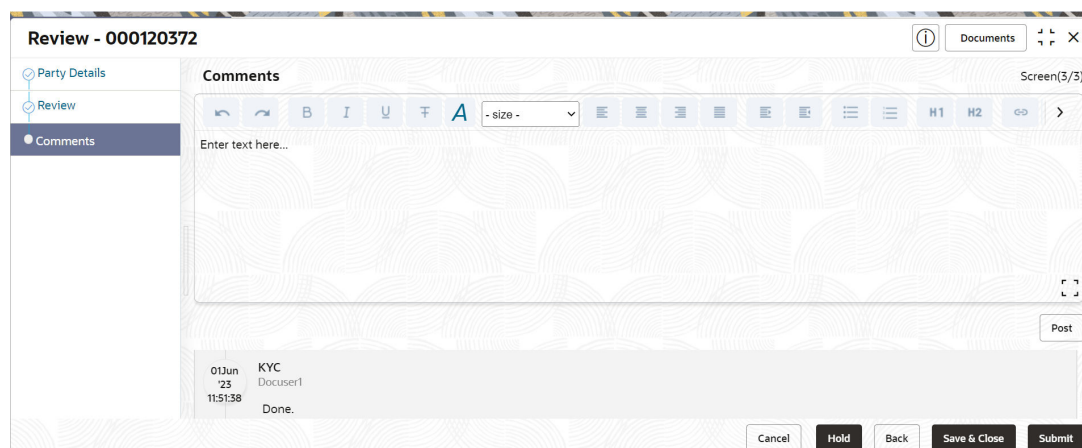 Review - 000120372
Documents
Party Details
Review
Comments
Comments
Screen(3/3)
B I U T A - size - H1 H2
Enter text here...
Post
01Jun
'23
11:51:38
KYC
Docuser1
Done.
Cancel Hold Back Save & Close Submit